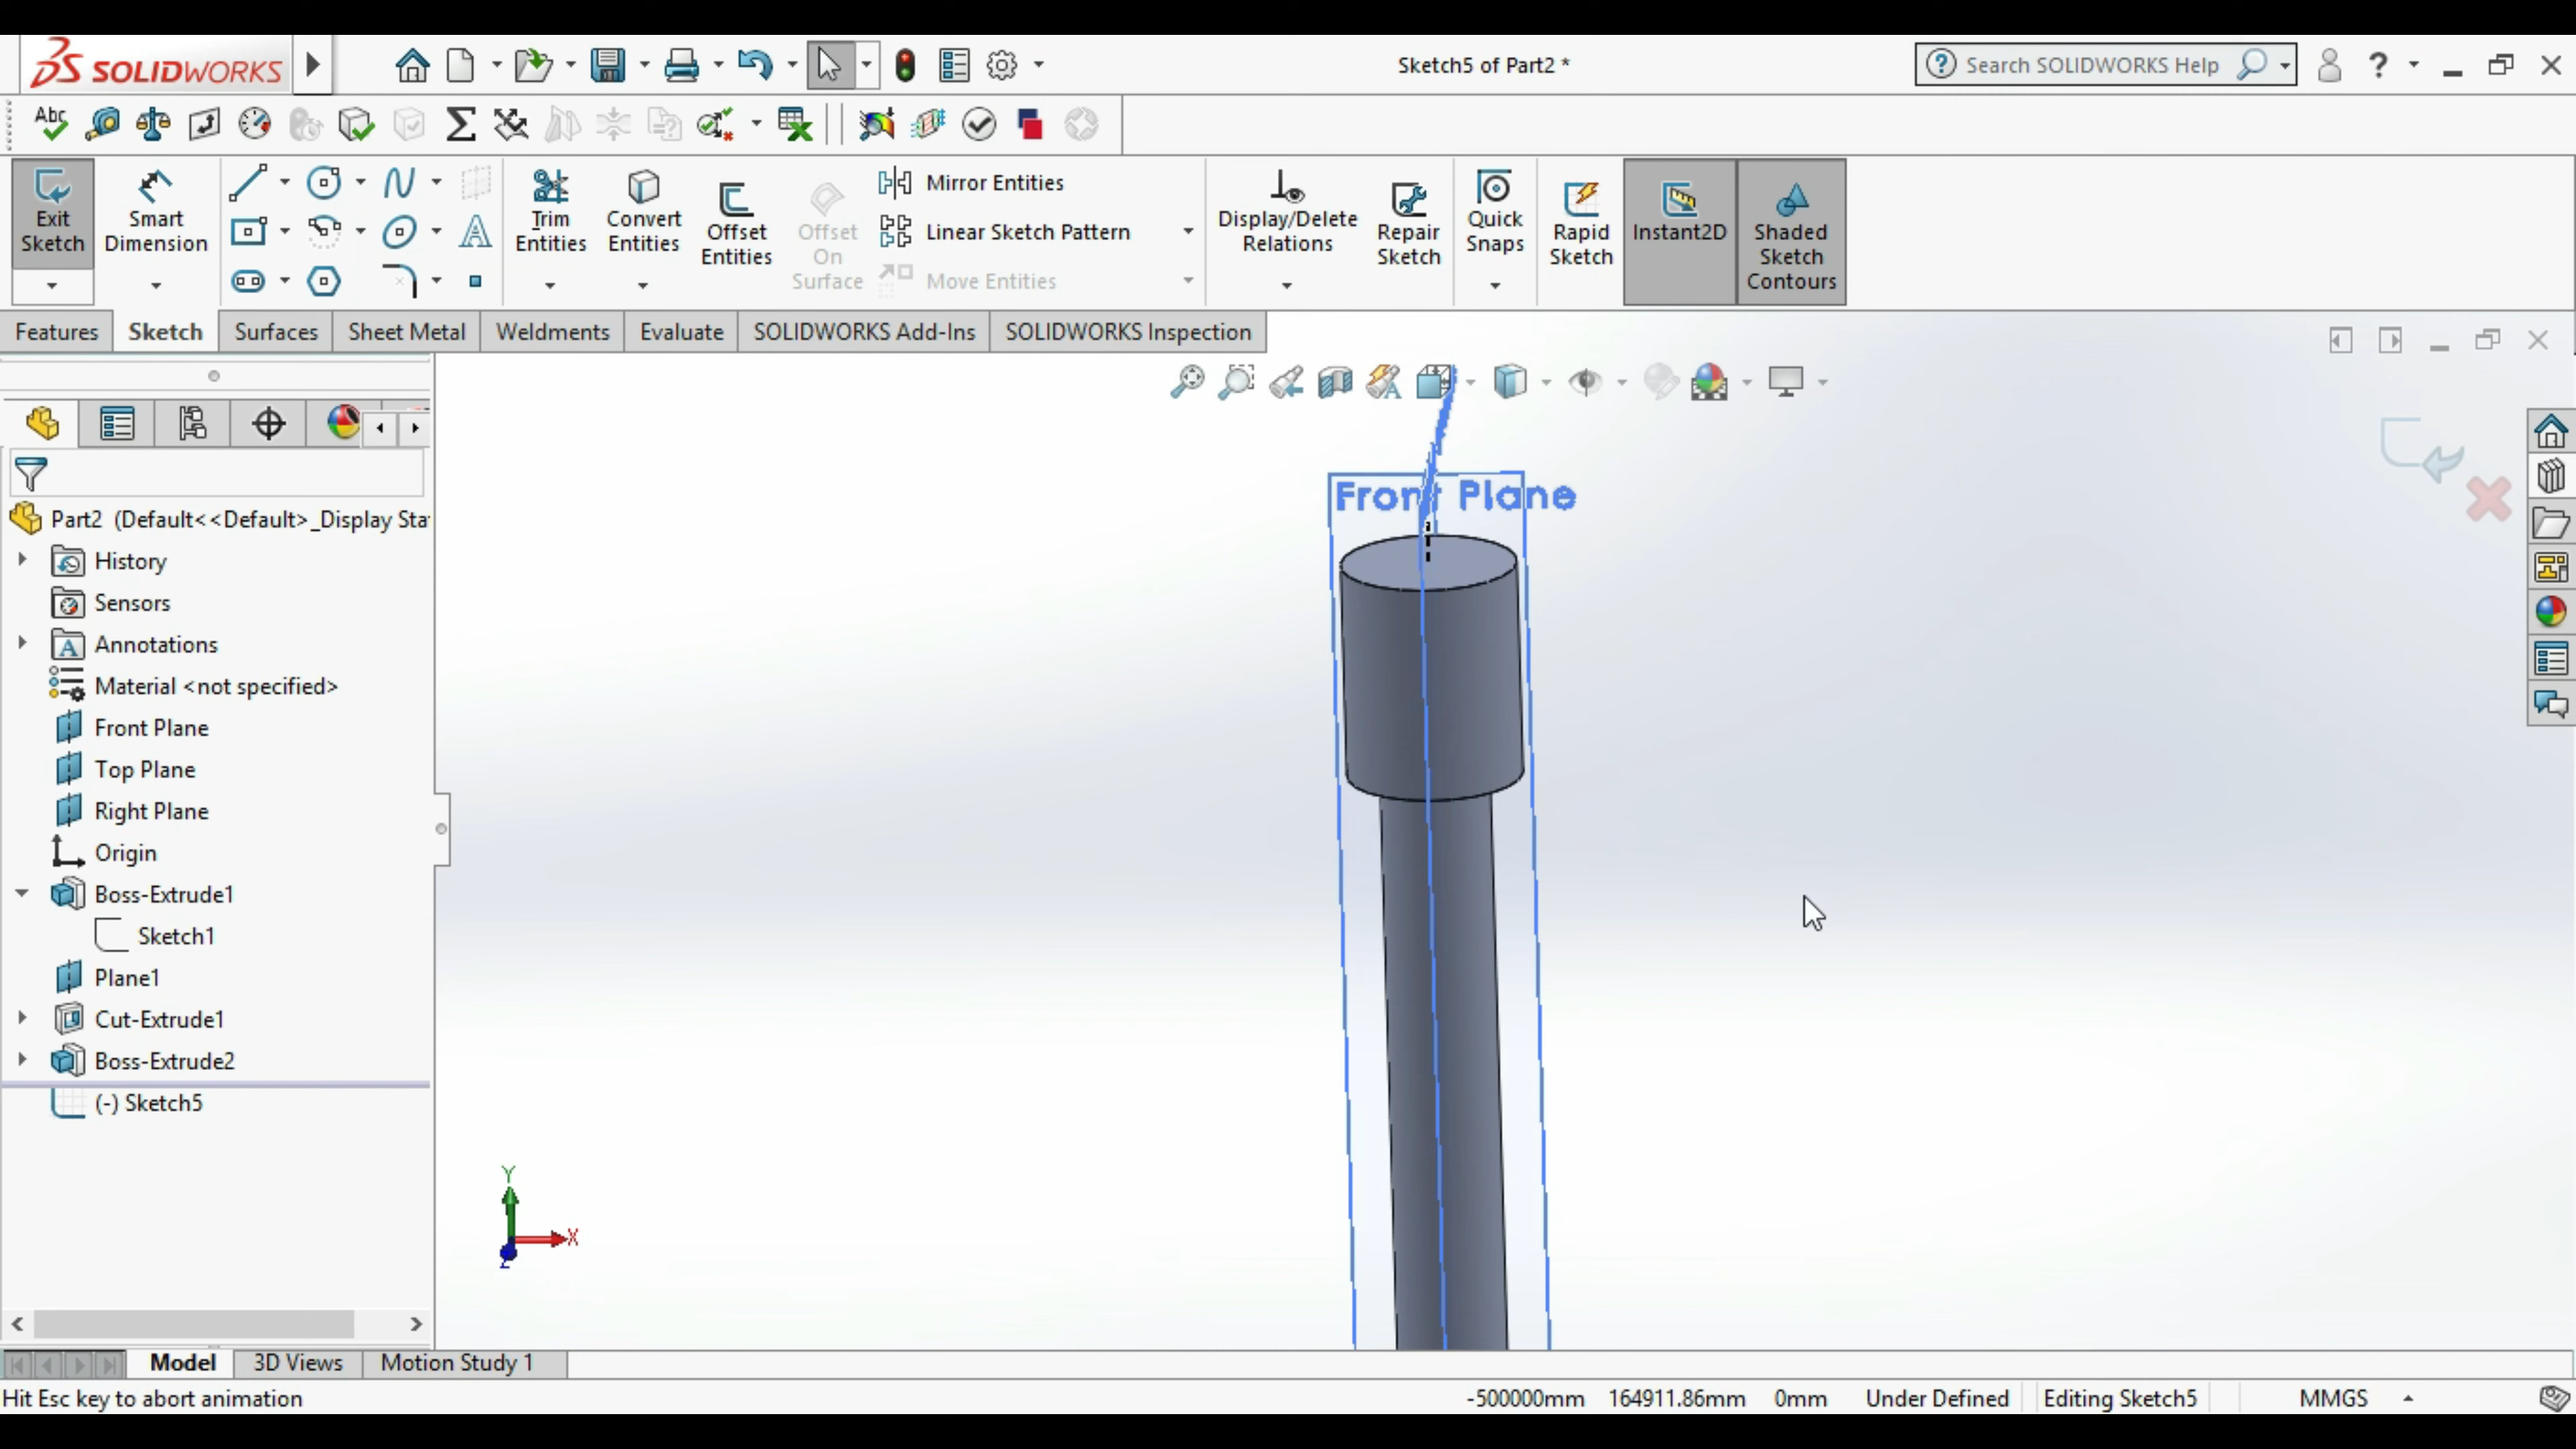 SOLIDWORKS
Sketch5 of Part2 *
Search SOLIDWORKS Help
?
Abc
Exit Sketch
Smart Dimension
Trim Entities
Convert Entities
Offset Entities
Offset On Surface
Mirror Entities
Linear Sketch Pattern
Move Entities
Display/Delete Relations
Repair Sketch
Quick Snaps
Rapid Sketch
Instant2D
Shaded Sketch Contours
Features
Sketch
Surfaces
Sheet Metal
Weldments
Evaluate
SOLIDWORKS Add-Ins
SOLIDWORKS Inspection
Front Plane
Part2 (Default<<Default>_Display Sta
History
Sensors
Annotations
Material <not specified>
Front Plane
Top Plane
Right Plane
Origin
Boss-Extrude1
Sketch1
Plane1
Cut-Extrude1
Boss-Extrude2
(-) Sketch5
Y
X
Z
Model
3D Views
Motion Study 1
Hit Esc key to abort animation
-500000mm 164911.86mm 0mm Under Defined Editing Sketch5 MMGS